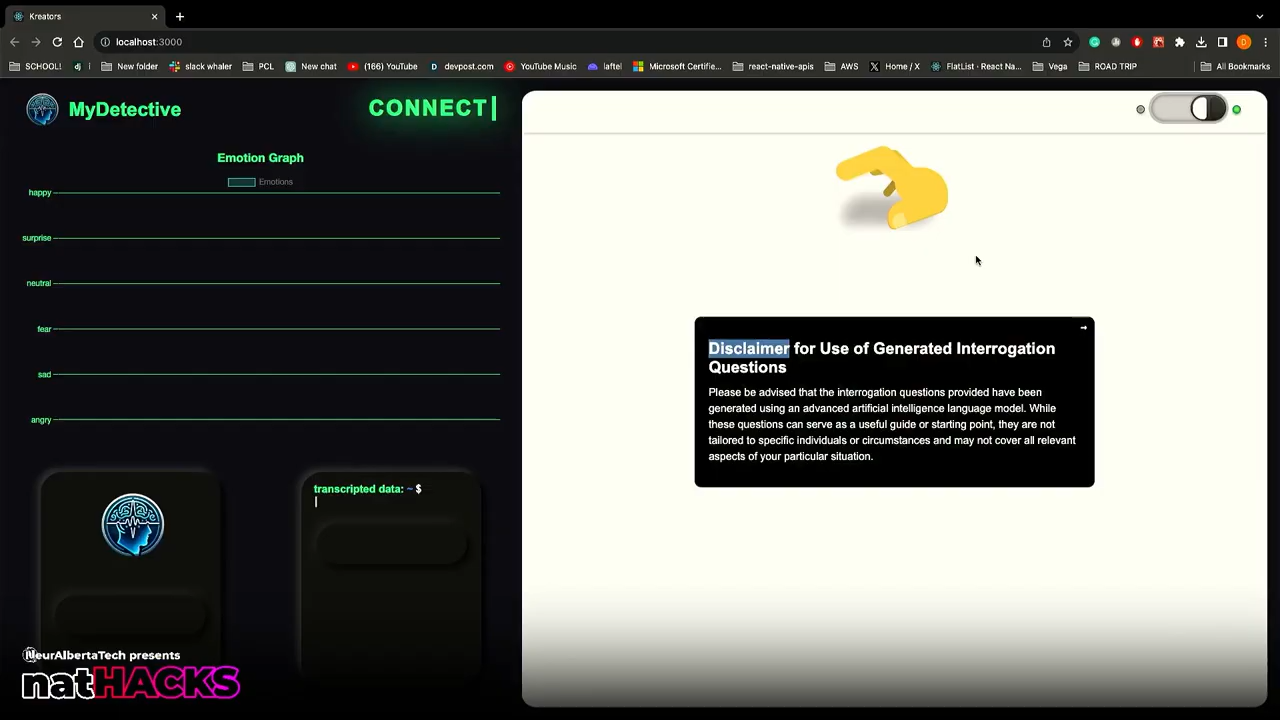 Kreators
localhost:3000
SCHOOL!
dj i
New folder
slack whaler
PCL
New chat
(166) YouTube
devpost.com
YouTube Music
laftel
Microsoft Certifie...
react-native-apis
AWS
Home / X
FlatList · React Na...
Vega
ROAD TRIP
All Bookmarks
MyDetective
CONNECT
Emotion Graph
Emotions
happy
surprise
neutral
fear
sad
angry
transcripted data: ~ $
Disclaimer for Use of Generated Interrogation
Questions
Please be advised that the interrogation questions provided have been
generated using an advanced artificial intelligence language model. While
these questions can serve as a useful guide or starting point, they are not
tailored to specific individuals or circumstances and may not cover all relevant
aspects of your particular situation.
NeurAlbertaTech presents
natHACKS